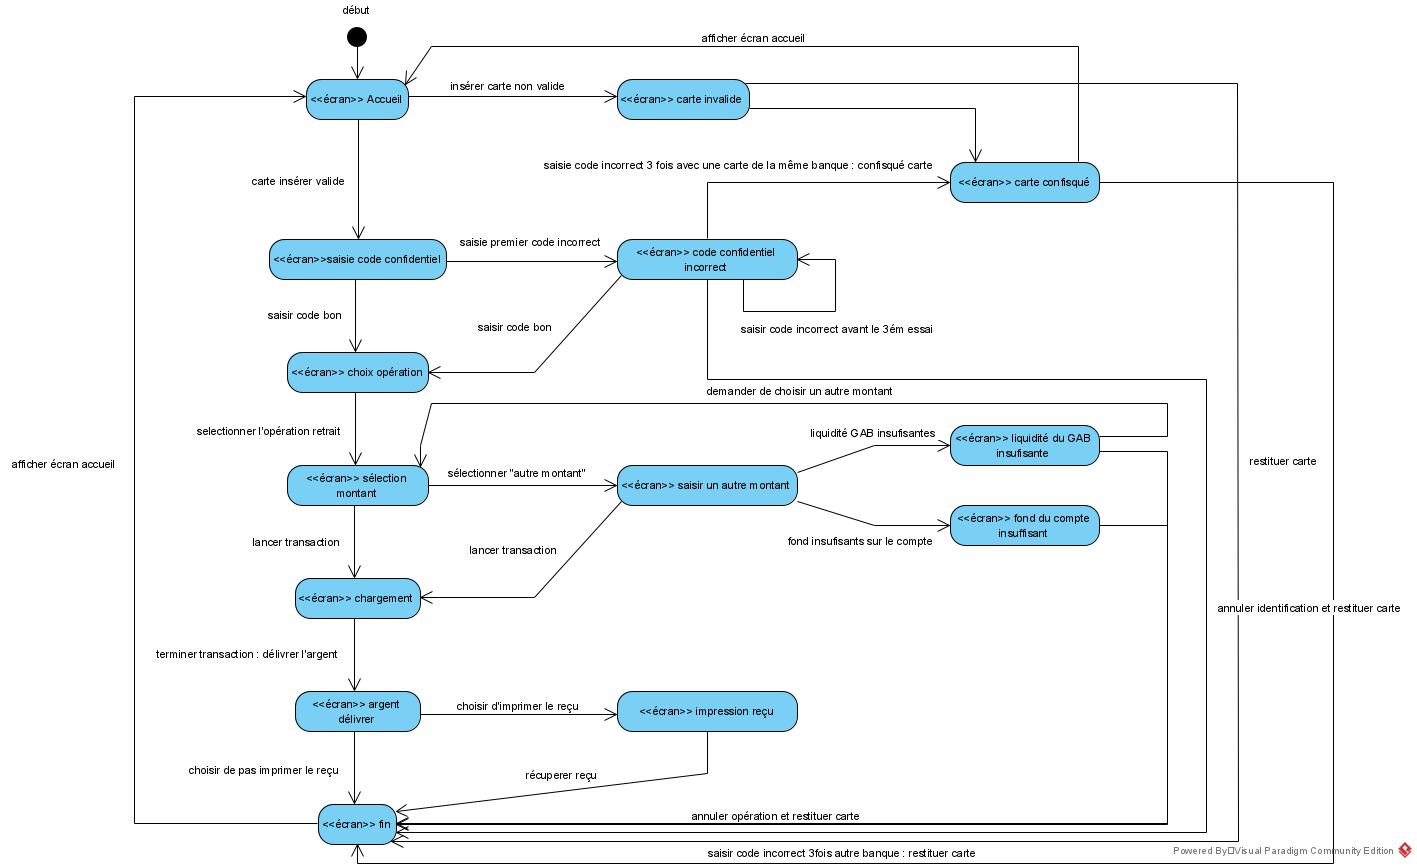 début
afficher écran accueil
insérer carte non valide
<<écran>> Accueil
<<écran>> carte invalide
saisie code incorrect 3 fois avec une carte de la même banque : confisqué carte
carte insérer valide
<<écran>> carte confisqué
saisie premier code incorrect
<<écran>>saisie code confidentiel
<<écran>> code confidentiel
incorrect
saisir code bon
saisir code bon
saisir code incorrect avant le 3ém essai
<<écran>> choix opération
demander de choisir un autre montant
selectionner l'opération retrait
liquidité GAB insufisantes
<<écran>> liquidité du GAB
insufisante
afficher écran accueil
restituer carte
sélectionner "autre montant"
<<écran>> sélection
montant
<<écran>> saisir un autre montant
<<écran>> fond du compte
insuffisant
lancer transaction
fond insufisants sur le compte
lancer transaction
<<écran>> chargement
annuler identification et restituer carte
terminer transaction : délivrer l'argent
<<écran>> argent
délivrer
choisir d'imprimer le reçu
<<écran>> impression reçu
choisir de pas imprimer le reçu
récuperer reçu
annuler opération et restituer carte
<<écran>> fin
saisir code incorrect 3fois autre banque : restituer carte
Powered By Visual Paradigm Community Edition